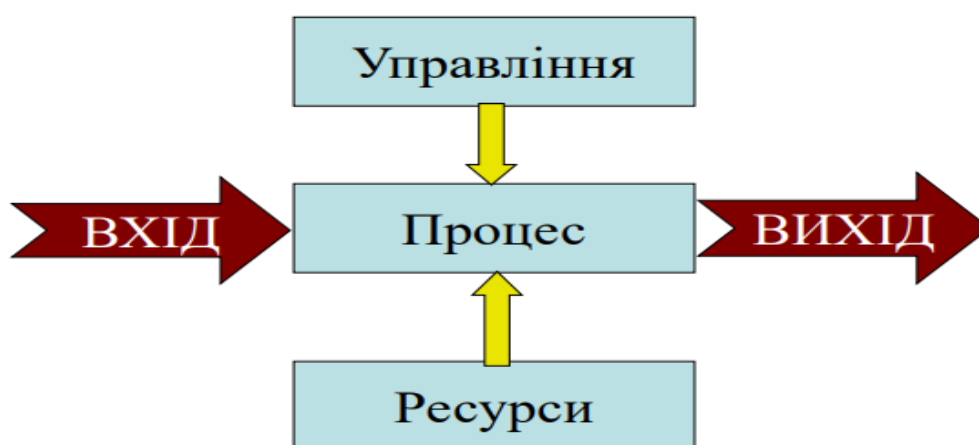 Управління
ВХІД
Процес
ВИХІД
Ресурси